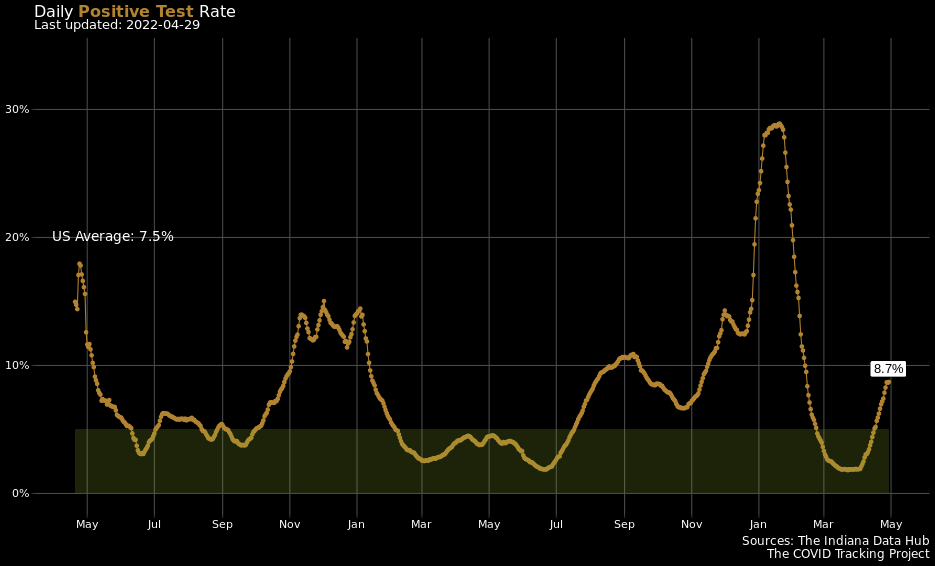 Daily Positive Test Rate
Last updated: 2022-04-29
30%
20%
US Average: 7.5%
10%
8.7%
0%
May Jul Sep Nov Jan Mar May Jul Sep Nov Jan Mar May
Sources: The Indiana Data Hub
The COVID Tracking Project